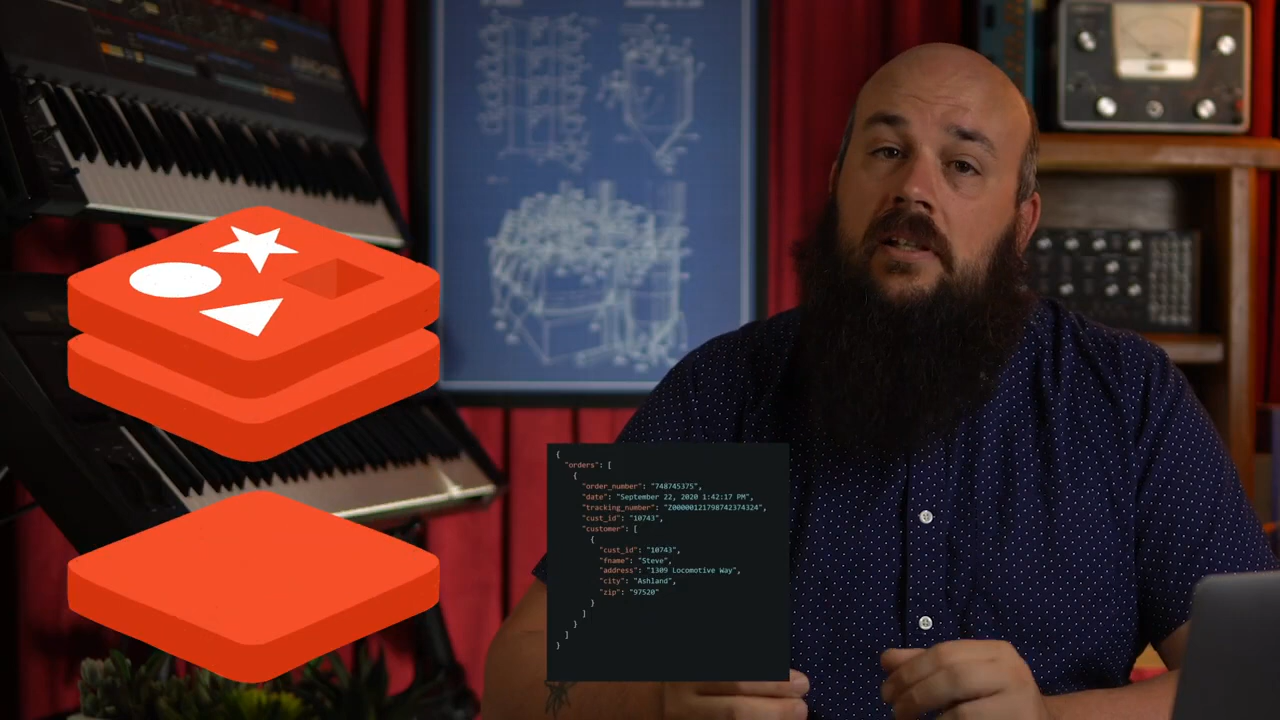 {
"orders": [
{
"order_number": "748745375",
"date": "September 22, 2020 1:42:17 PM",
"tracking_number": "Z000001217987423743​24",
"cust_id": "10743",
"customer": [
{
"cust_id": "10743",
"fname": "Steve",
"address": "1309 Locomotive Way",
"city": "Ashland",
"zip": "97520"
}
]
}
]
}